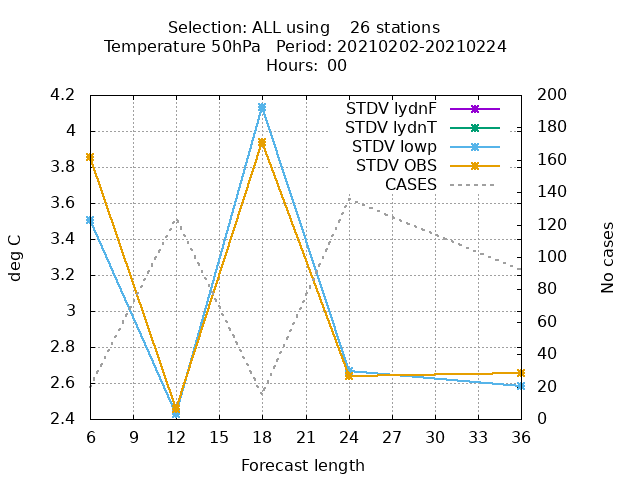 Selection: ALL using    26 stations
Temperature 50hPa   Period: 20210202-20210224
Hours: 00
4.2
4
3.8
3.6
3.4
3.2
3
2.8
2.6
2.4
deg C
STDV lydnF
STDV lydnT
STDV lowp
STDV OBS
CASES
200
180
160
140
120
100
80
60
40
20
0
No cases
6 9 12 15 18 21 24 27 30 33 36
Forecast length